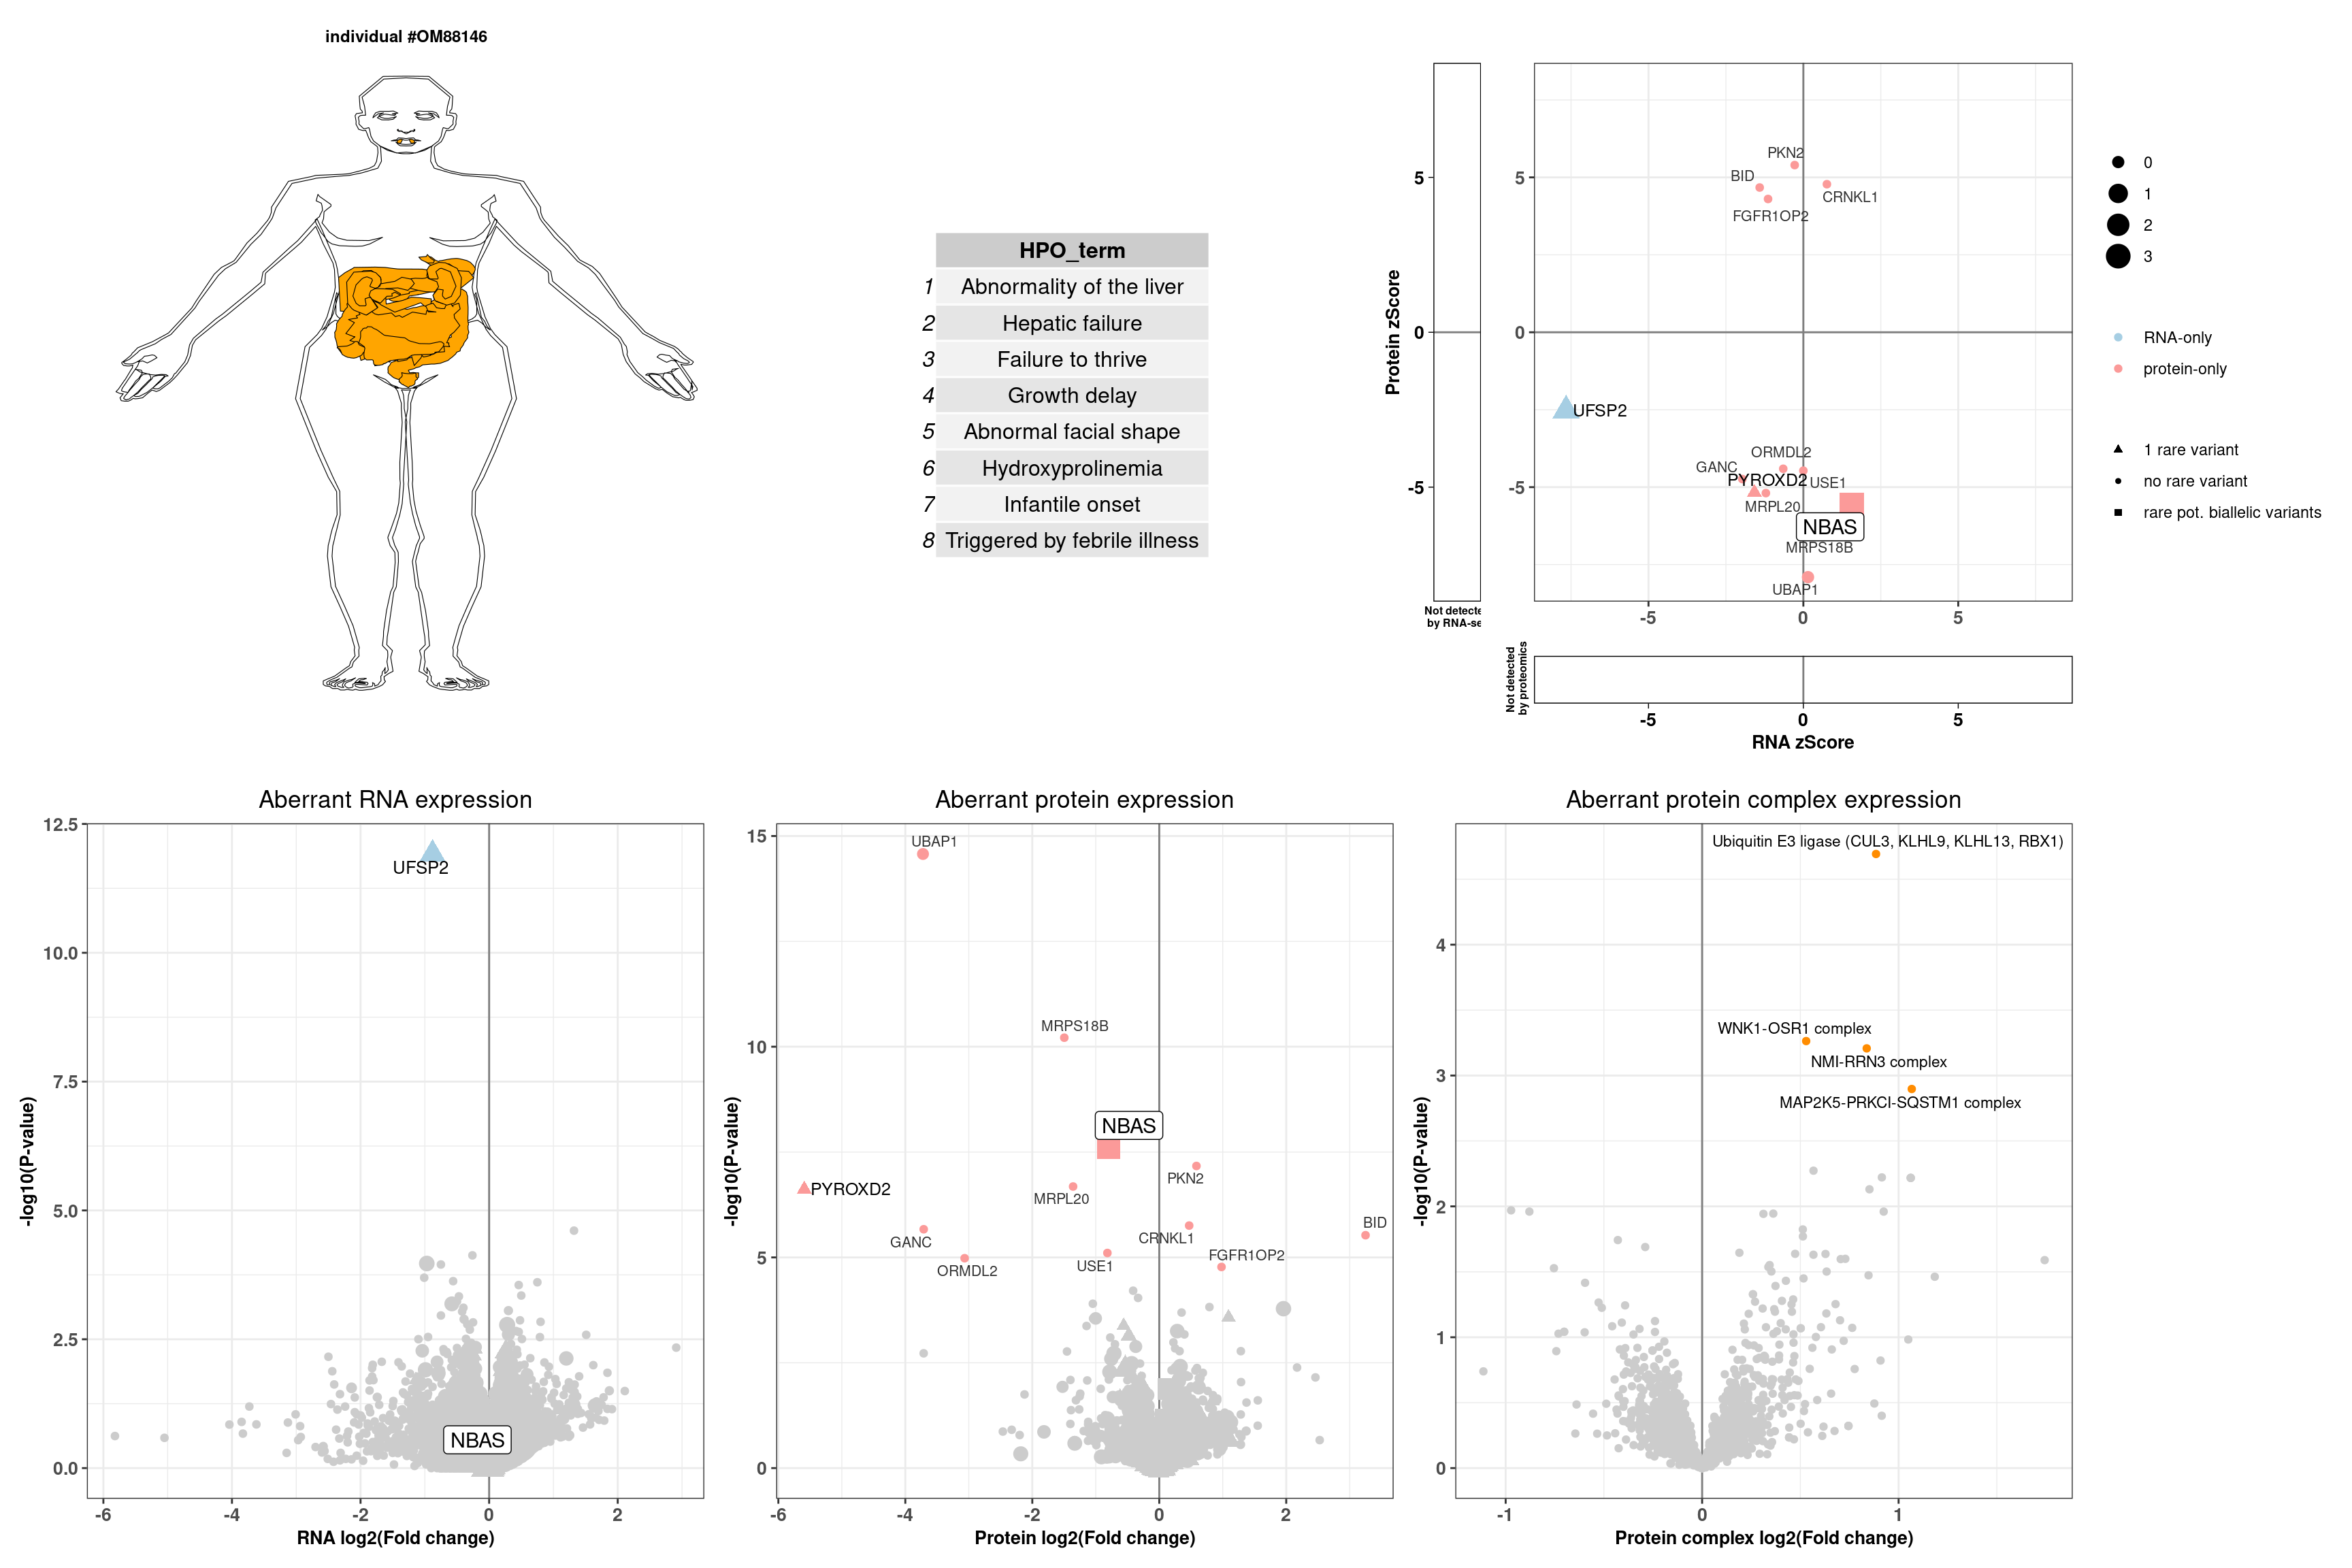 individual #OM88146
HPO_term
1 Abnormality of the liver
2 Hepatic failure
3 Failure to thrive
4 Growth delay
5 Abnormal facial shape
6 Hydroxyprolinemia
7 Infantile onset
8 Triggered by febrile illness
Protein zScore
5
0
-5
Not detecte
by RNA-se
5
0
-5
PKN2
BID
CRNKL1
FGFR1OP2
UFSP2
ORMDL2
GANC
PYROXD2
USE1
MRPL20
NBAS
MRPS18B
UBAP1
-5 0 5
Not detected
by proteomics
-5 0 5
RNA zScore
0
1
2
3
RNA-only
protein-only
1 rare variant
no rare variant
rare pot. biallelic variants
Aberrant RNA expression
-log10(P-value)
12.5
10.0
7.5
5.0
2.5
0.0
UFSP2
NBAS
-6 -4 -2 0 2
RNA log2(Fold change)
Aberrant protein expression
-log10(P-value)
15
10
5
0
UBAP1
MRPS18B
NBAS
PKN2
PYROXD2
MRPL20
BID
GANC
CRNKL1
USE1
FGFR1OP2
ORMDL2
-6 -4 -2 0 2
Protein log2(Fold change)
Aberrant protein complex expression
-log10(P-value)
4
3
2
1
0
Ubiquitin E3 ligase (CUL3, KLHL9, KLHL13, RBX1)
WNK1-OSR1 complex
NMI-RRN3 complex
MAP2K5-PRKCI-SQSTM1 complex
-1 0 1
Protein complex log2(Fold change)